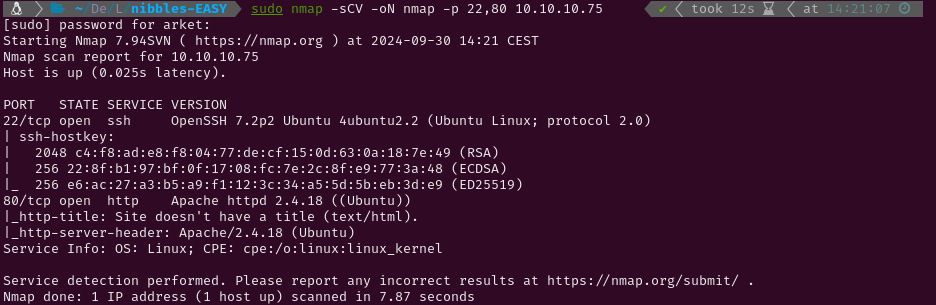 ~/De/L/nibbles-EASY sudo nmap -sCV -oN nmap -p 22,80 10.10.10.75 ✔ took 12s at 14:21:07
[sudo] password for arket:
Starting Nmap 7.94SVN ( https://nmap.org ) at 2024-09-30 14:21 CEST
Nmap scan report for 10.10.10.75
Host is up (0.025s latency).

PORT   STATE SERVICE VERSION
22/tcp open  ssh     OpenSSH 7.2p2 Ubuntu 4ubuntu2.2 (Ubuntu Linux; protocol 2.0)
| ssh-hostkey:
|   2048 c4:f8:ad:e8:f8:04:77:de:cf:15:0d:63:0a:18:7e:49 (RSA)
|   256 22:8f:b1:97:bf:0f:17:08:fc:7e:2c:8f:e9:77:3a:48 (ECDSA)
|_  256 e6:ac:27:a3:b5:a9:f1:12:3c:34:a5:5d:5b:eb:3d:e9 (ED25519)
80/tcp open  http    Apache httpd 2.4.18 ((Ubuntu))
|_http-title: Site doesn't have a title (text/html).
|_http-server-header: Apache/2.4.18 (Ubuntu)
Service Info: OS: Linux; CPE: cpe:/o:linux:linux_kernel

Service detection performed. Please report any incorrect results at https://nmap.org/submit/ .
Nmap done: 1 IP address (1 host up) scanned in 7.87 seconds